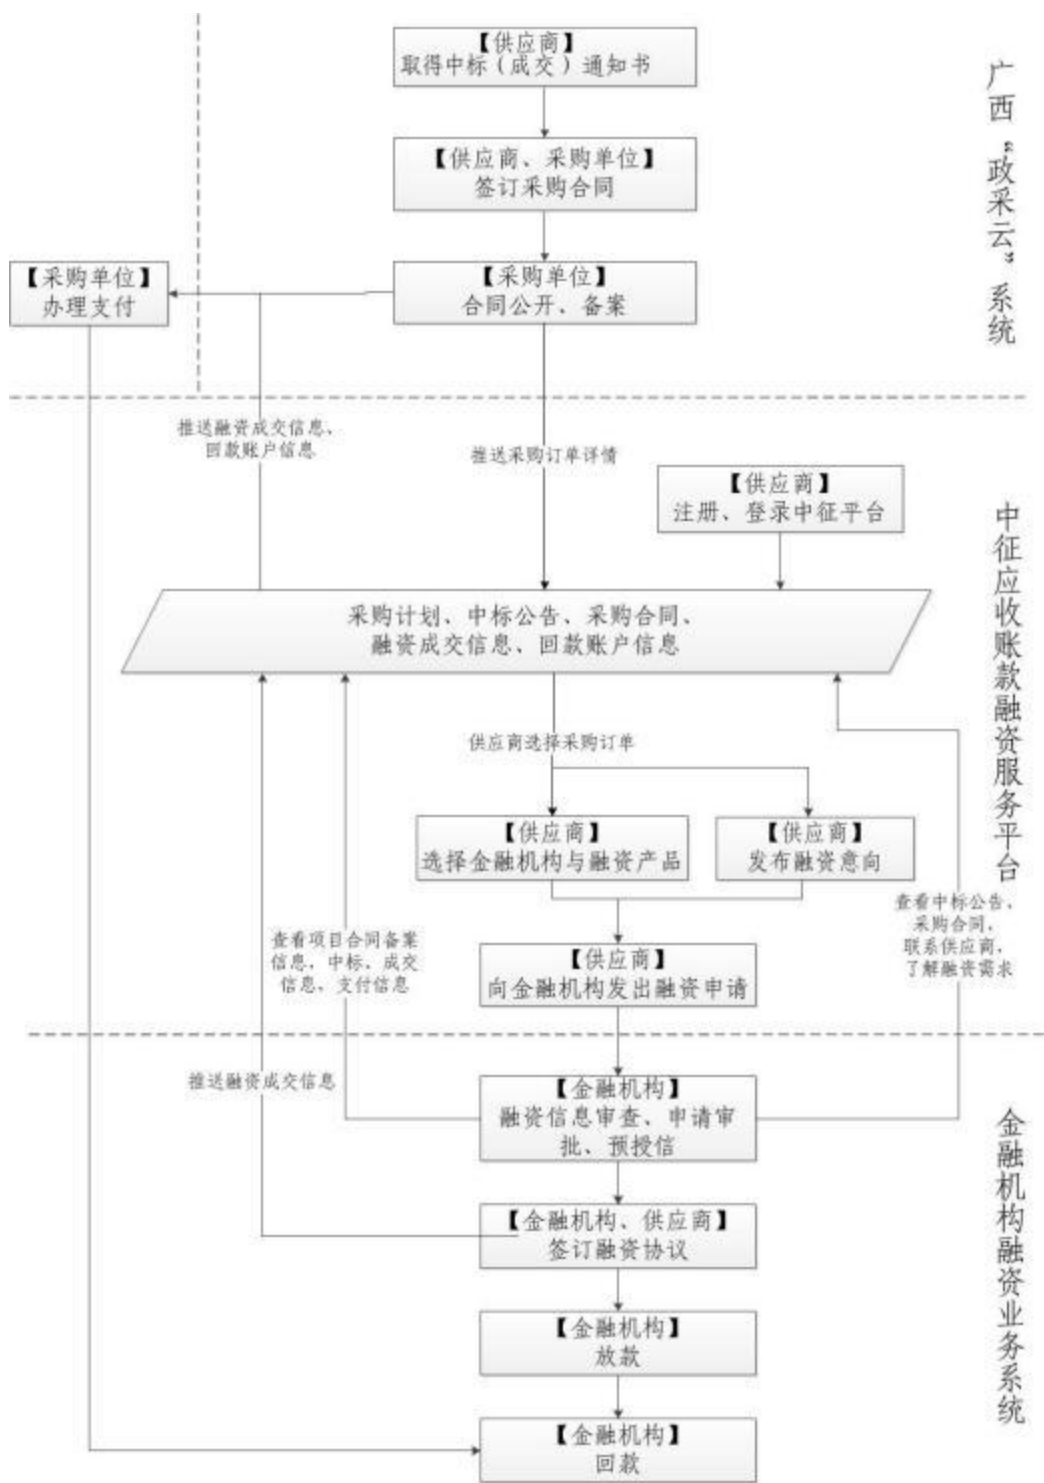 【供应商】
取得中标（成交）通知书
【供应商、采购单位】
签订采购合同
【采购单位】
办理支付
【采购单位】
合同公开、备案
广西“政采云”系统
推送融资成交信息、
回款账户信息
推送采购订单详情
【供应商】
注册、登录中征平台
采购计划、中标公告、采购合同、
融资成交信息、回款账户信息
供应商选择采购订单
【供应商】
选择金融机构与融资产品
【供应商】
发布融资意向
中征应收账款融资服务平台
查看项目合同备案
信息，中标、成交
信息、支付信息
【供应商】
向金融机构发出融资申请
查看中标公告、
采购合同，
联系供应商，
了解融资需求
推送融资成交信息
【金融机构】
融资信息审查、申请审
批、预授信
【金融机构、供应商】
签订融资协议
【金融机构】
放款
【金融机构】
回款
金融机构融资业务系统